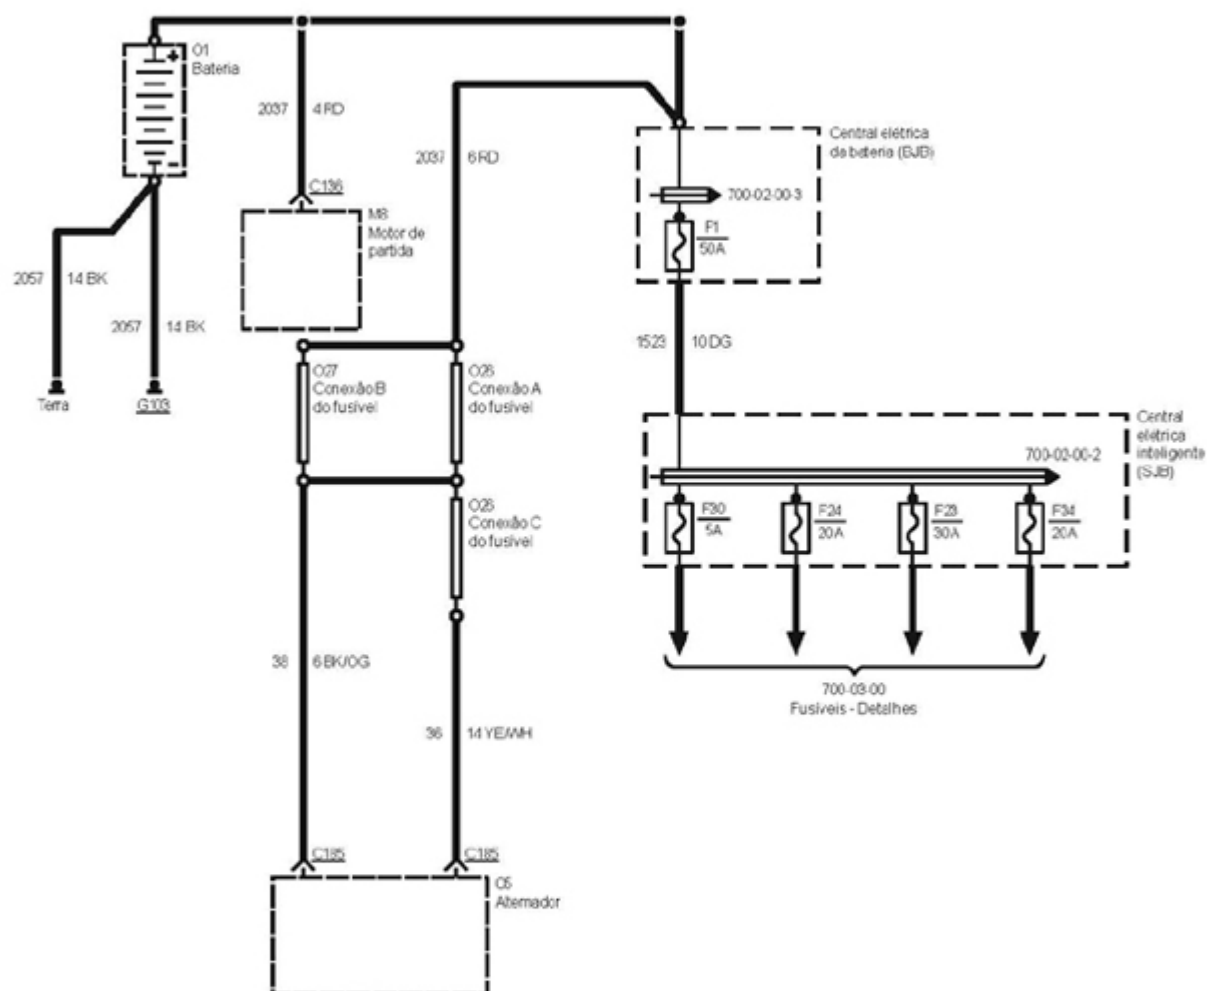 O1
Bateria
2037 4 RD
2037 6 RD
Central elétrica
da bateria (BJB)
C136
700-02-00-3
M8
Motor de
partida
F1
50A
2057 14 BK
2057 14 BK
1523 10 DG
Terra
G103
O27
Conexão B
do fusível
O26
Conexão A
do fusível
Central
elétrica
inteligente
(SJB)
700-02-00-2
O26
Conexão C
do fusível
F30
5A
F24
20A
F23
30A
F34
20A
38 6 BK/OG
700-03-00
Fusíveis - Detalhes
36 14 YE/WH
C185
C185
O5
Alternador